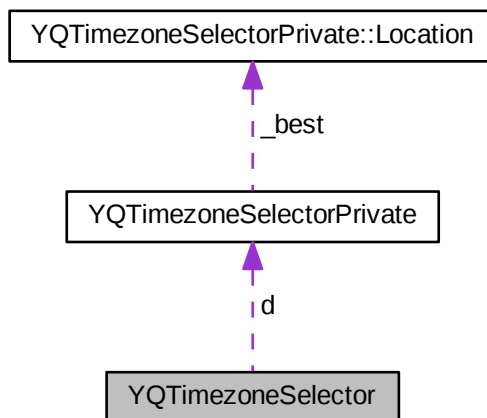 YQTimezoneSelectorPrivate::Location
_best
YQTimezoneSelectorPrivate
d
YQTimezoneSelector